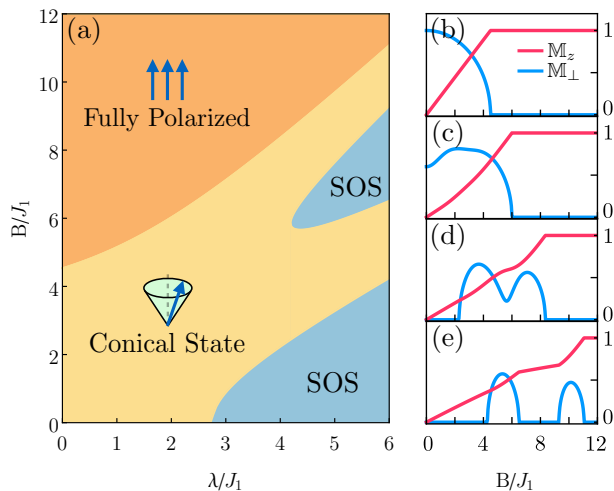 (a)
Fully Polarized
SOS
Conical State
SOS
B/J₁
12
10
8
6
4
2
0
0
1
2
3
4
5
6
λ/J₁
(b)
𝕄z
𝕄⊥
1
0
(c)
1
0
(d)
1
0
(e)
1
0
0
4
8
12
B/J₁